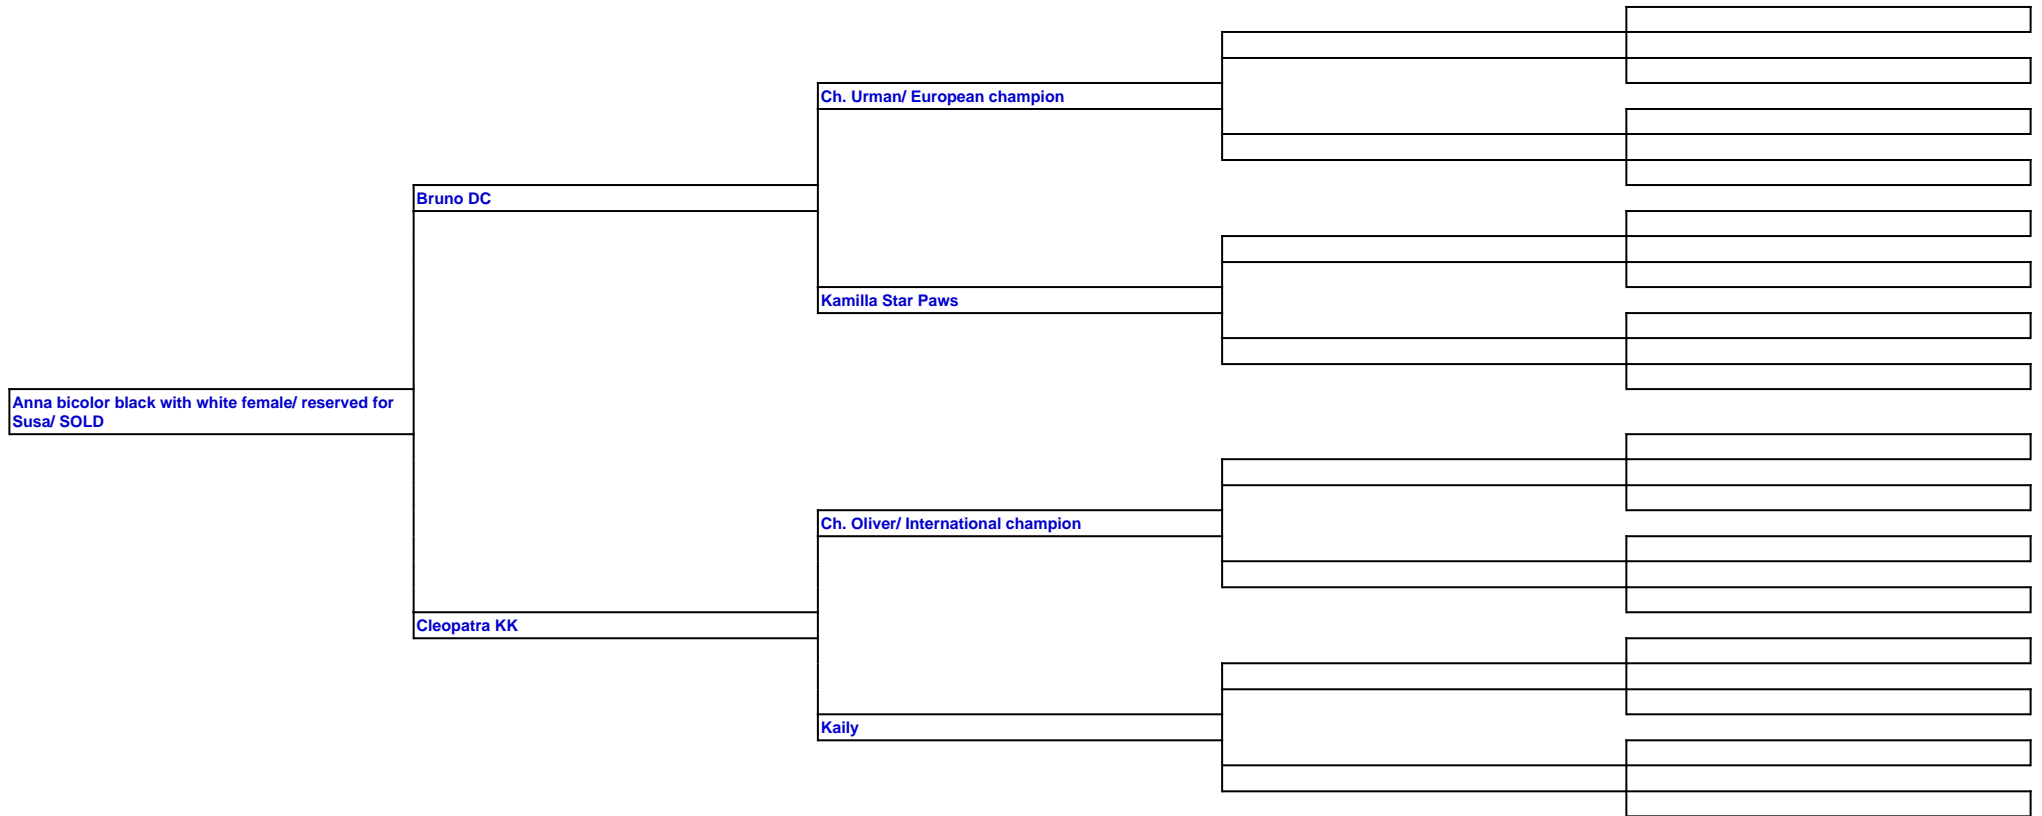 Ch. Urman/ European champion
Bruno DC
Kamilla Star Paws
Anna bicolor black with white female/ reserved for
Susa/ SOLD
Ch. Oliver/ International champion
Cleopatra KK
Kaily